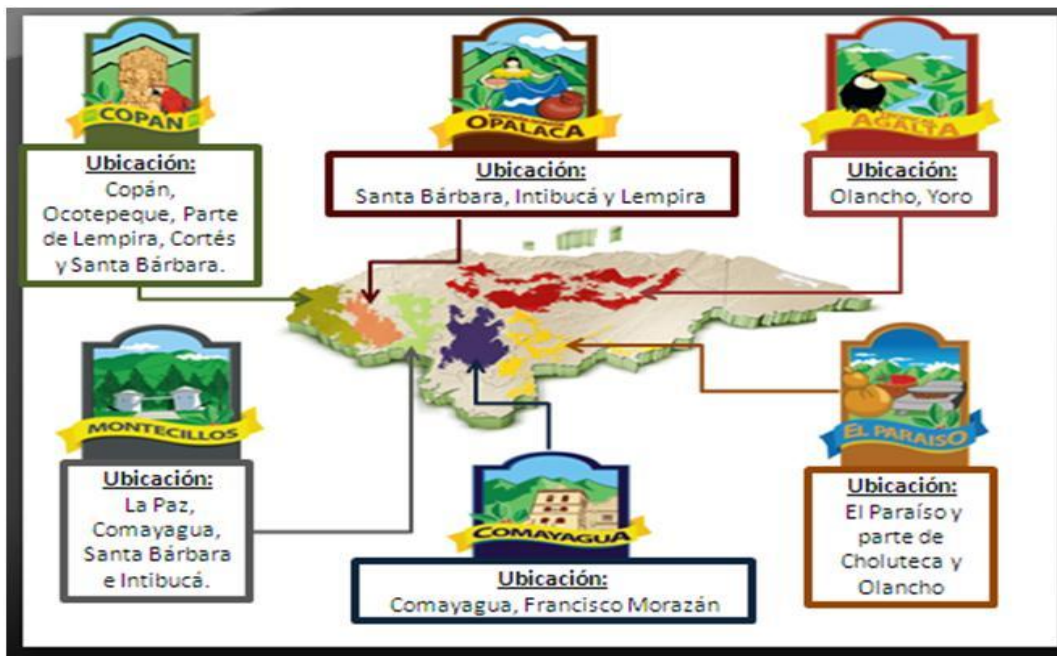 COPÁN
Ubicación:
Copán,
Ocotepeque, Parte
de Lempira, Cortés
y Santa Bárbara.
OPALACA
Ubicación:
Santa Bárbara, Intibucá y Lempira
AGALTA
Ubicación:
Olancho, Yoro
MONTECILLOS
Ubicación:
La Paz,
Comayagua,
Santa Bárbara
e Intibucá.
COMAYAGUA
Ubicación:
Comayagua, Francisco Morazán
EL PARAISO
Ubicación:
El Paraíso y
parte de
Choluteca y
Olancho